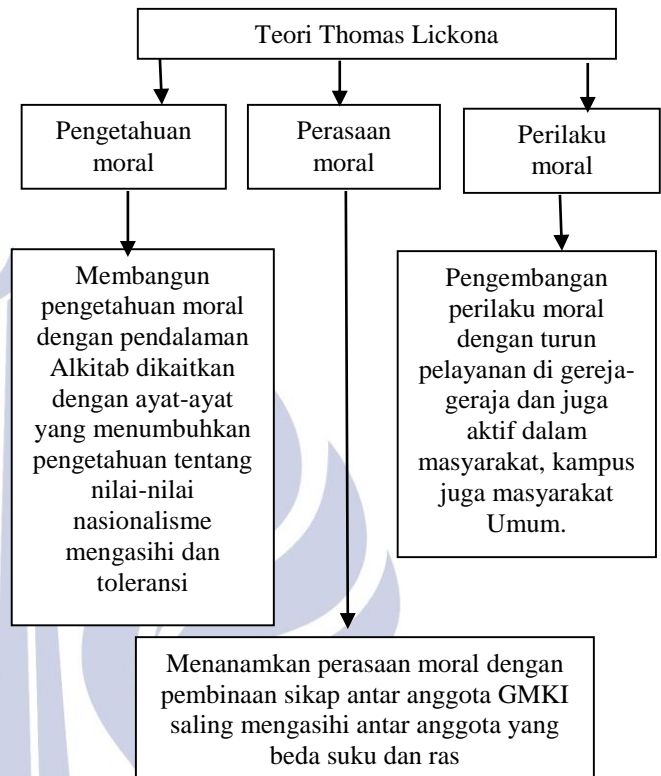 Teori Thomas Lickona
Pengetahuan
moral
Perasaan
moral
Perilaku
moral
Membangun
pengetahuan moral
dengan pendalaman
Alkitab dikaitkan
dengan ayat-ayat
yang menumbuhkan
pengetahuan tentang
nilai-nilai
nasionalisme
mengasihi dan
toleransi
Pengembangan
perilaku moral
dengan turun
pelayanan di gereja-
geraja dan juga
aktif dalam
masyarakat, kampus
juga masyarakat
Umum.
Menanamkan perasaan moral dengan
pembinaan sikap antar anggota GMKI
saling mengasihi antar anggota yang
beda suku dan ras